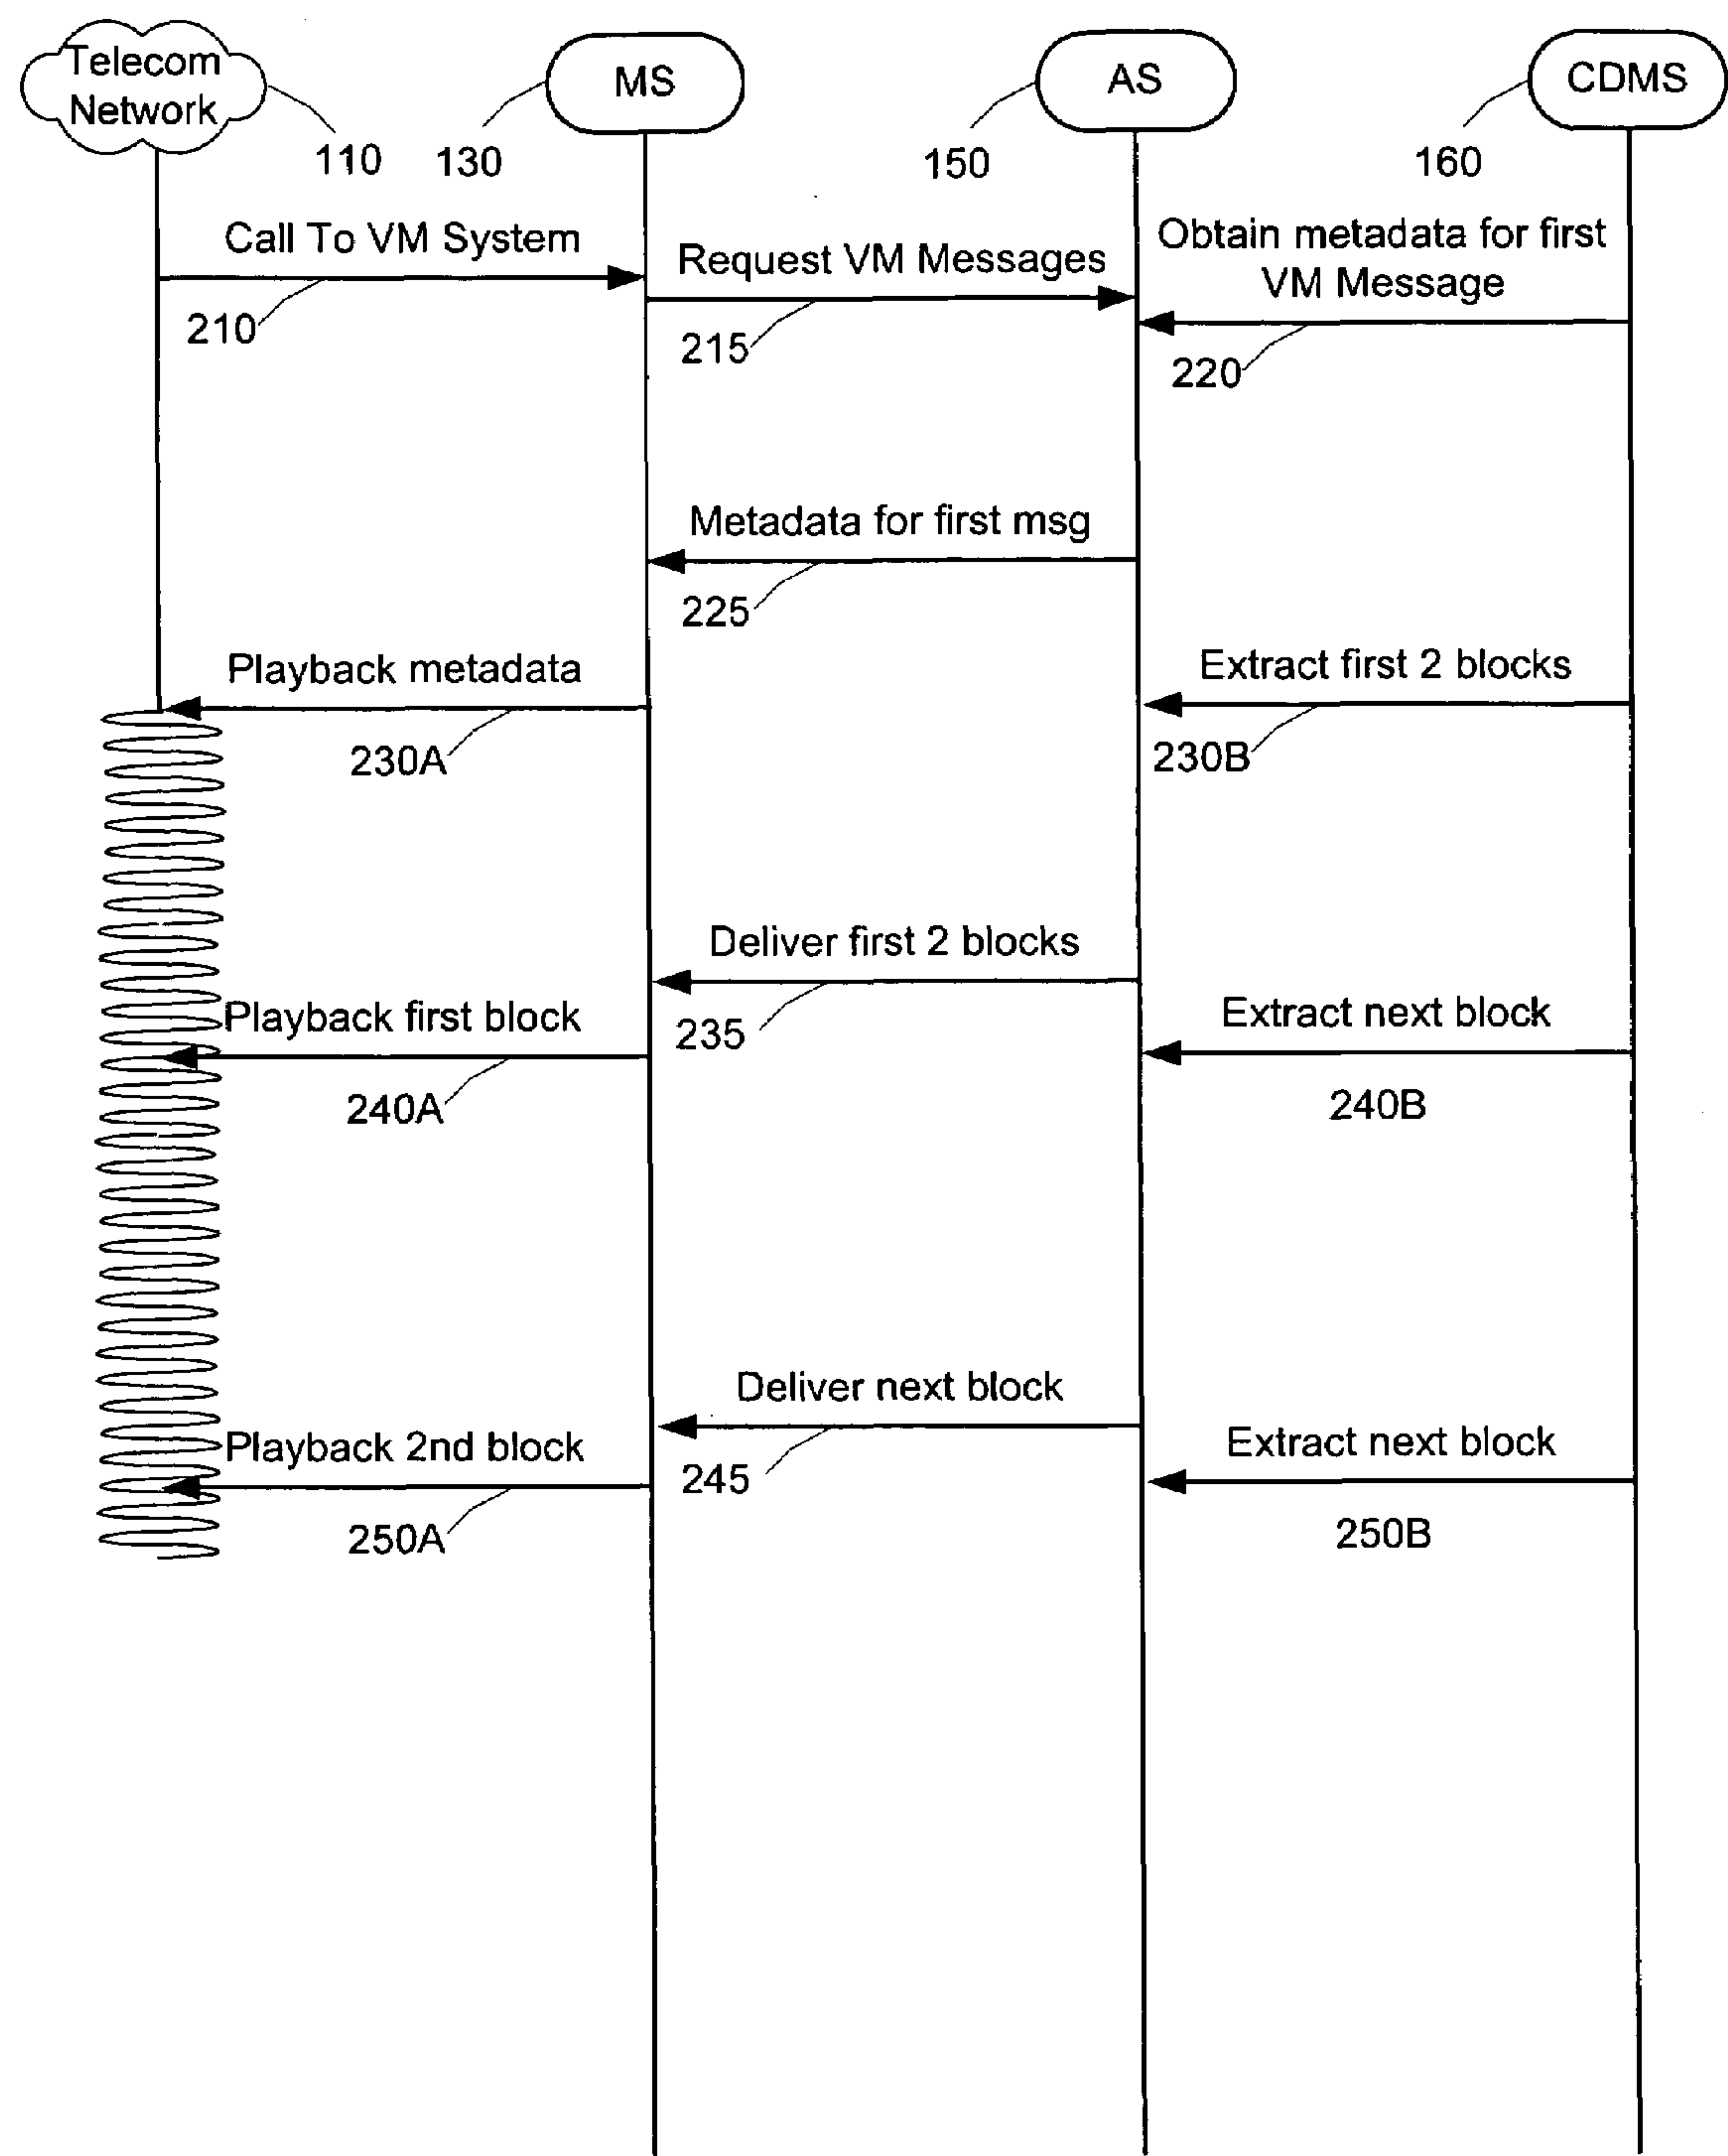 Telecom
Network
MS
AS
CDMS
110
130
150
160
Call To VM System
210
Request VM Messages
215
Obtain metadata for first
VM Message
220
Metadata for first msg
225
Playback metadata
230A
Extract first 2 blocks
230B
Deliver first 2 blocks
235
Playback first block
240A
Extract next block
240B
Deliver next block
245
Playback 2nd block
250A
Extract next block
250B